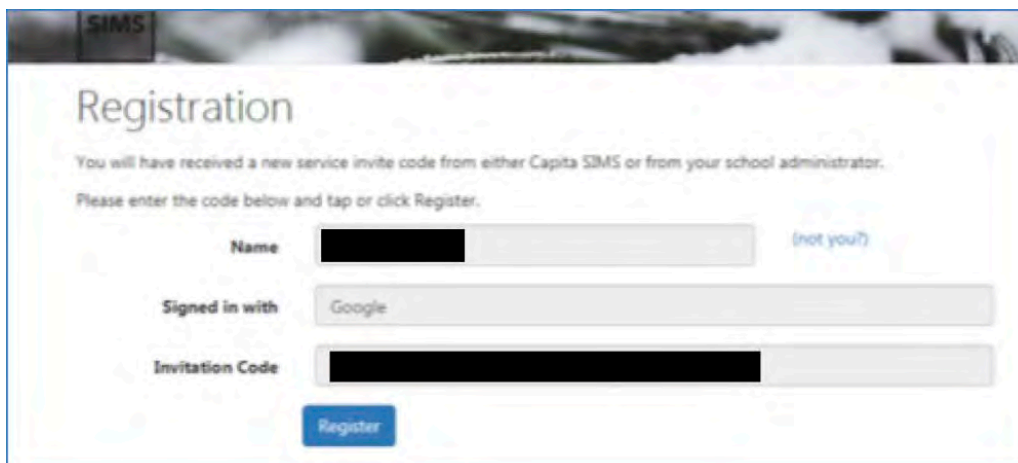 SIMS
Registration
You will have received a new service invite code from either Capita SIMS or from your school administrator.
Please enter the code below and tap or click Register.
Name (not you?)
Signed in with Google
Invitation Code
Register